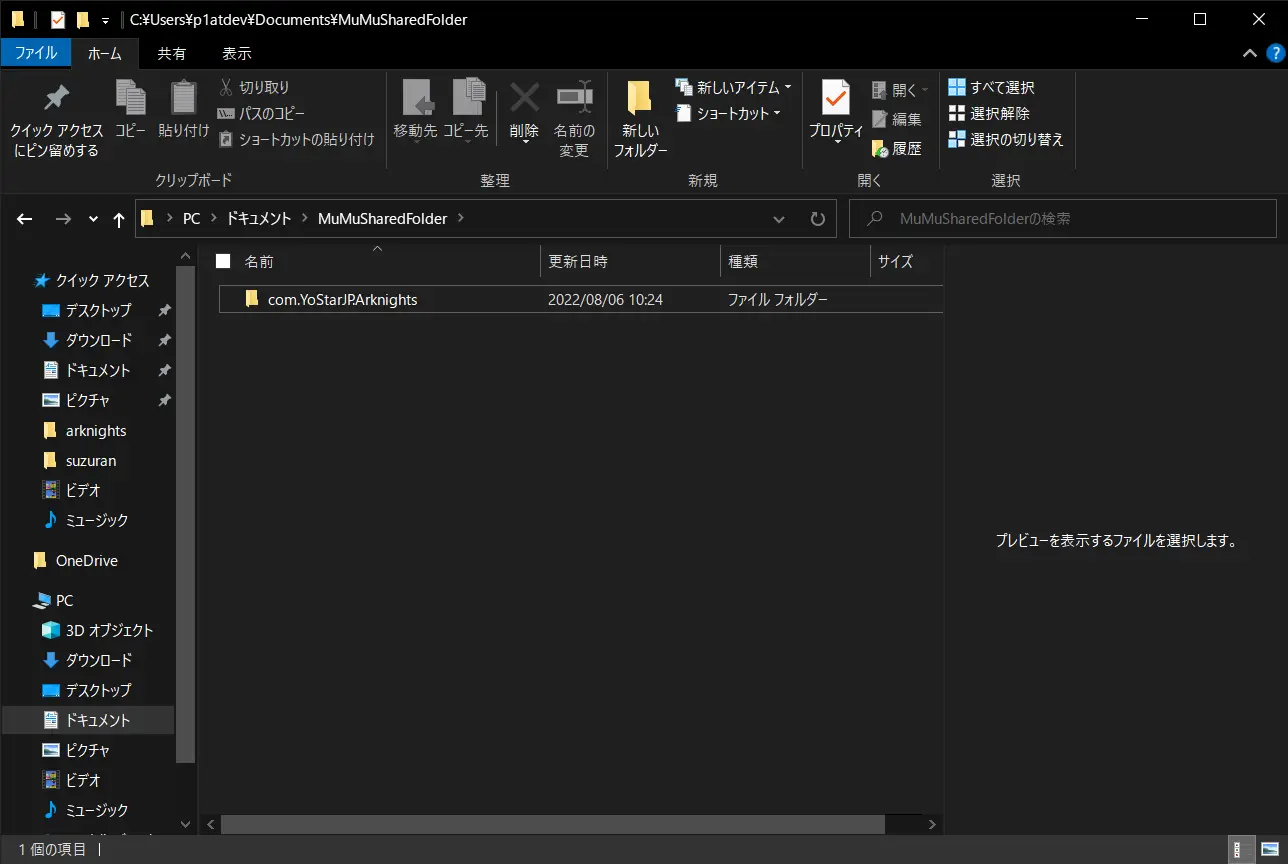 C:¥Users¥p1atdev¥Documents¥MuMuSharedFolder
ファイル ホーム 共有 表示
?
クイック アクセス
にピン留めする
コピー
貼り付け
切り取り
パスのコピー
ショートカットの貼り付け
クリップボード
移動先
コピー先
削除
名前の
変更
整理
新しい
フォルダー
新しいアイテム
ショートカット
新規
プロパティ
開く
編集
履歴
開く
すべて選択
選択解除
選択の切り替え
選択
PC ドキュメント MuMuSharedFolder
MuMuSharedFolderの検索
クイック アクセス
デスクトップ
ダウンロード
ドキュメント
ピクチャ
arknights
suzuran
ビデオ
ミュージック
OneDrive
PC
3D オブジェクト
ダウンロード
デスクトップ
ドキュメント
ピクチャ
ビデオ
ミュージック
名前 更新日時 種類 サイズ
com.YoStarJP.Arknights 2022/08/06 10:24 ファイル フォルダー
プレビューを表示するファイルを選択します。
1 個の項目